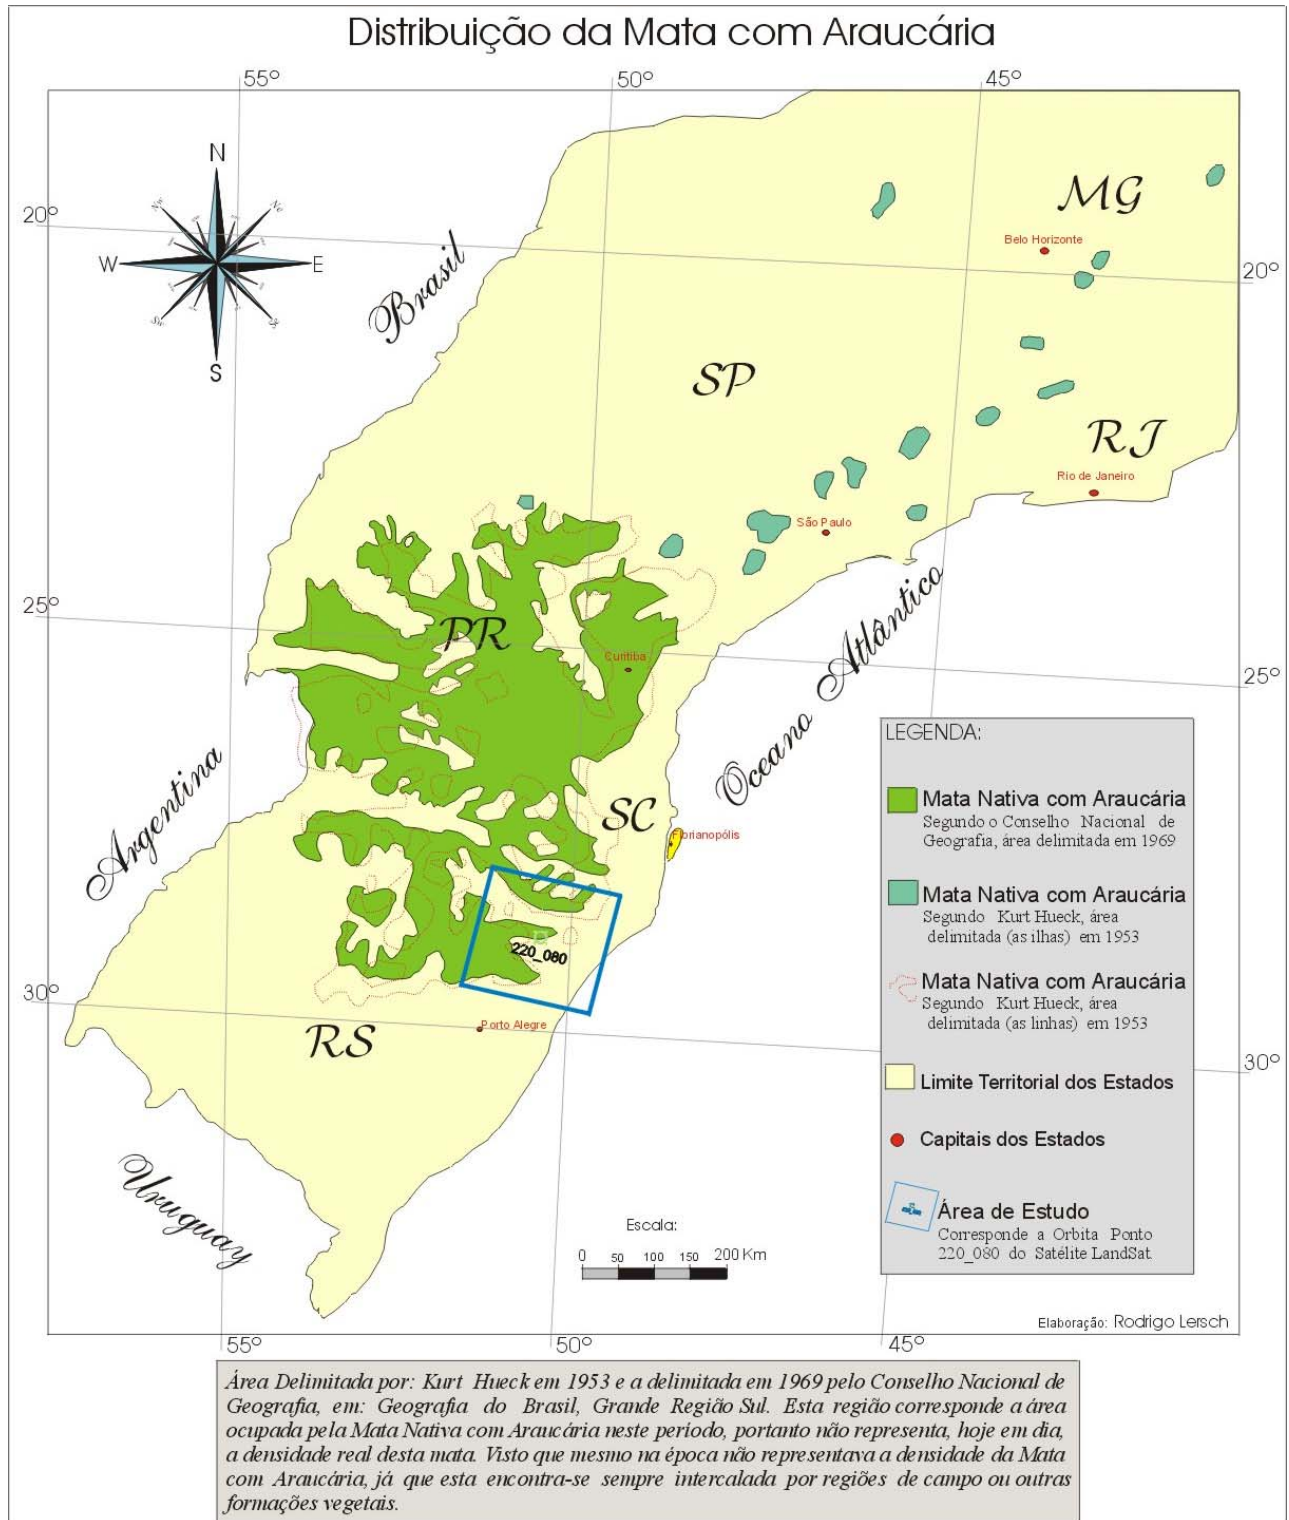 Distribuição da Mata com Araucária
55° 50° 45°
N
20°
W E
S
Brasil
MG
Belo Horizonte
20°
SP
RJ
Rio de Janeiro
São Paulo
25°
PR
Curitiba
Oceano Atlântico
25°
Argentina
SC
Florianopólis
220_080
30°
RS
Porto Alegre
30°
Uruguay
LEGENDA:
Mata Nativa com Araucária
Segundo o Conselho Nacional de
Geografia, área delimitada em 1969
Mata Nativa com Araucária
Segundo Kurt Hueck, área
delimitada (as ilhas) em 1953
Mata Nativa com Araucária
Segundo Kurt Hueck, área
delimitada (as linhas) em 1953
Limite Territorial dos Estados
Capitais dos Estados
Área de Estudo
Corresponde a Orbita Ponto
220_080 do Satélite LandSat
Escala:
0 50 100 150 200 Km
Elaboração: Rodrigo Lersch
55° 50° 45°
Área Delimitada por: Kurt Hueck em 1953 e a delimitada em 1969 pelo Conselho Nacional de
Geografia, em: Geografia do Brasil, Grande Região Sul. Esta região corresponde a área
ocupada pela Mata Nativa com Araucária neste período, portanto não representa, hoje em dia,
a densidade real desta mata. Visto que mesmo na época não representava a densidade da Mata
com Araucária, já que esta encontra-se sempre intercalada por regiões de campo ou outras
formações vegetais.